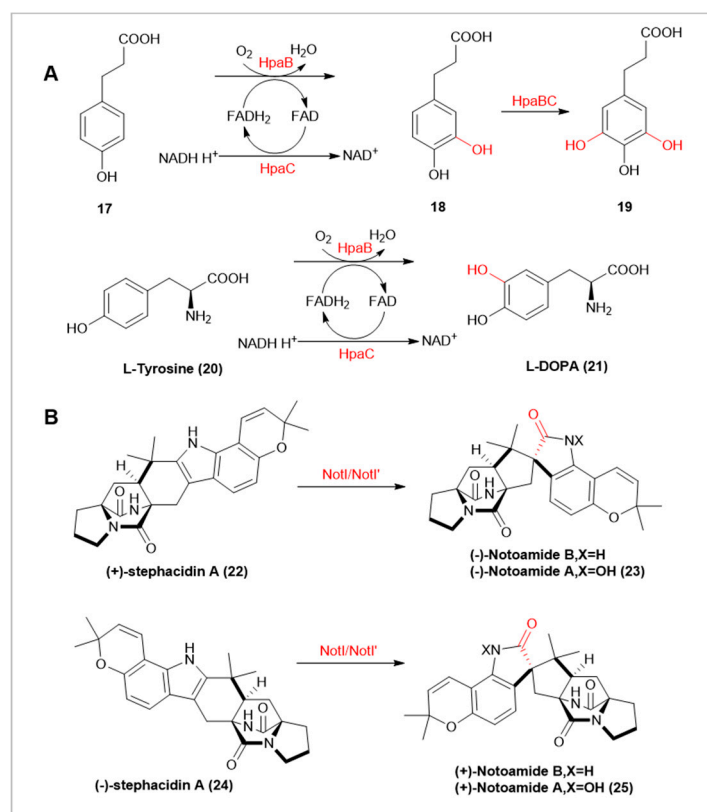 A
COOH
OH
17
O2
H2O
HpaB
FADH2
FAD
NADH H+
NAD+
HpaC
COOH
OH
OH
18
HpaBC
COOH
HO
OH
OH
19
HO
COOH
NH2
L-Tyrosine (20)
O2
H2O
HpaB
FADH2
FAD
NADH H+
NAD+
HpaC
HO
HO
COOH
NH2
L-DOPA (21)
B
H
N
O
H
O
NH
N
O
(+)-stephacidin A (22)
NotI/NotI'
O
NX
H
O
NH
N
O
O
(-)-Notoamide B,X=H
(-)-Notoamide A,X=OH (23)
O
H
N
H
HN
O
N
O
(-)-stephacidin A (24)
NotI/NotI'
XN
O
H
O
HN
O
N
O
(+)-Notoamide B,X=H
(+)-Notoamide A,X=OH (25)